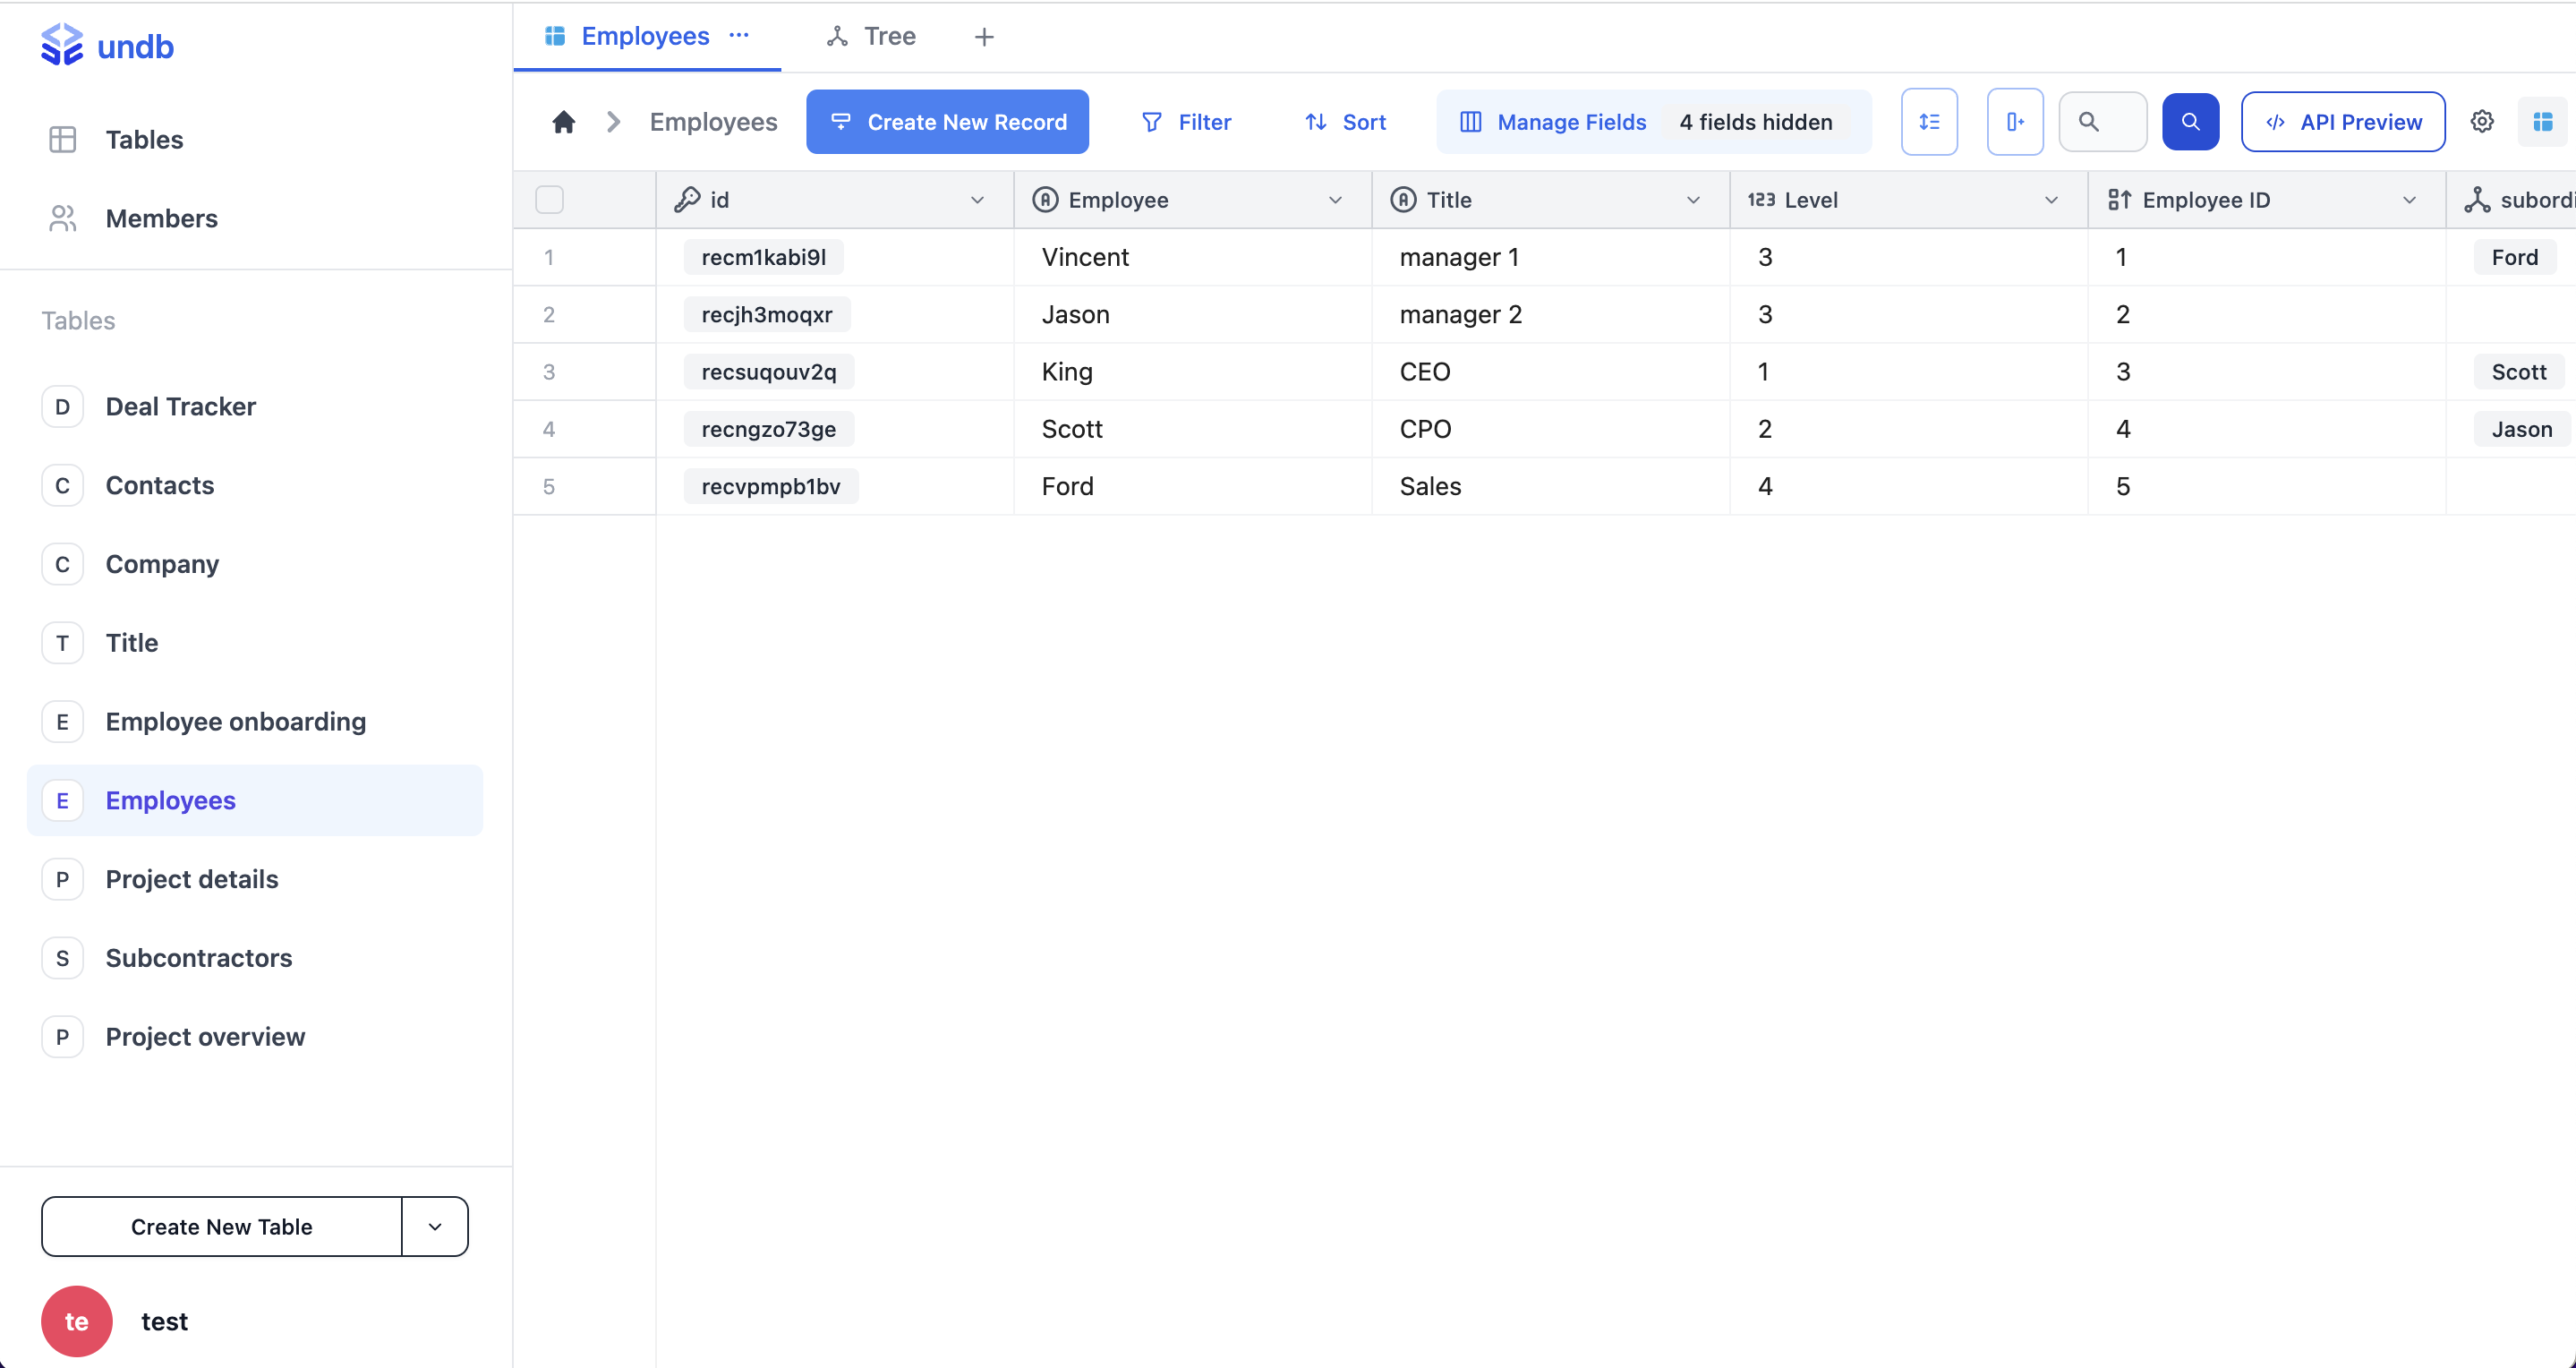 undb
Tables
Members
Tables
D Deal Tracker
C Contacts
C Company
T Title
E Employee onboarding
E Employees
P Project details
S Subcontractors
P Project overview
Create New Table
te test
Employees ··· Tree +
Employees Create New Record Filter Sort Manage Fields 4 fields hidden API Preview
id Employee Title 123 Level Employee ID subordi
1 recm1kabi9l Vincent manager 1 3 1 Ford
2 recjh3moqxr Jason manager 2 3 2
3 recsuqouv2q King CEO 1 3 Scott
4 recngzo73ge Scott CPO 2 4 Jason
5 recvpmpb1bv Ford Sales 4 5